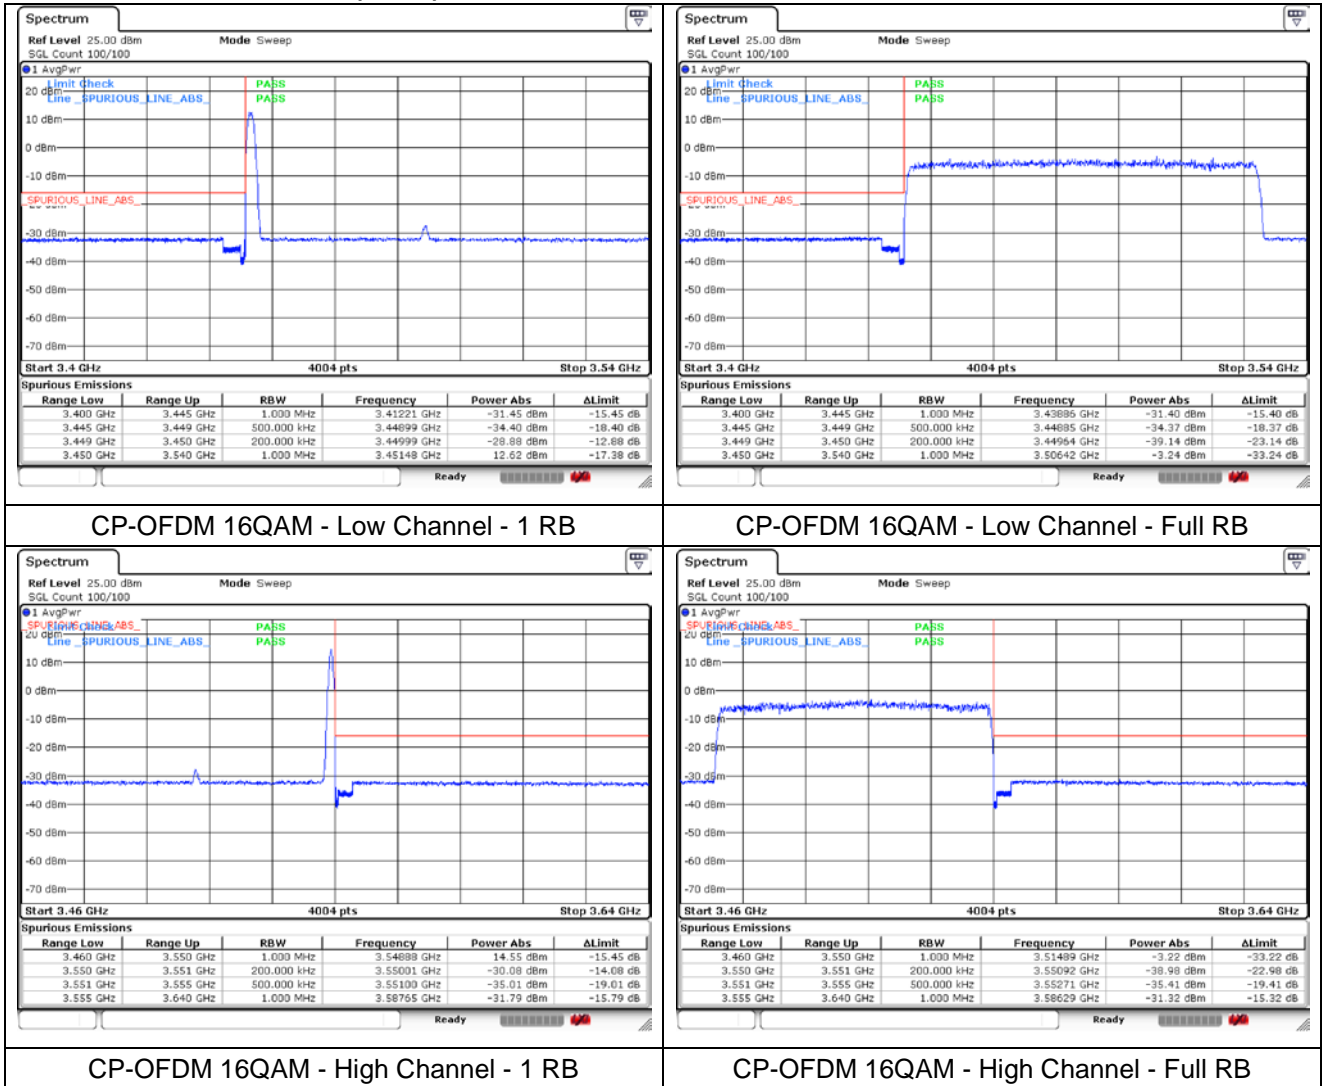 Spectrum
Ref Level 25.00 dBm Mode Sweep
SGL Count 100/100
1 AvgPwr
Limit Check PASS
20 dBm
Line _SPURIOUS_LINE_ABS_ PASS
10 dBm
0 dBm
-10 dBm
_SPURIOUS_LINE_ABS_
-20 dBm
-30 dBm
-40 dBm
-50 dBm
-60 dBm
-70 dBm
Start 3.4 GHz 4004 pts Stop 3.54 GHz
Spurious Emissions
Range Low Range Up RBW Frequency Power Abs ΔLimit
3.400 GHz 3.445 GHz 1.000 MHz 3.41221 GHz -31.45 dBm -15.45 dB
3.445 GHz 3.449 GHz 500.000 kHz 3.44899 GHz -34.40 dBm -18.40 dB
3.449 GHz 3.450 GHz 200.000 kHz 3.44999 GHz -28.88 dBm -12.88 dB
3.450 GHz 3.540 GHz 1.000 MHz 3.45148 GHz 12.62 dBm -17.38 dB
Ready
CP-OFDM 16QAM - Low Channel - 1 RB
Spectrum
Ref Level 25.00 dBm Mode Sweep
SGL Count 100/100
1 AvgPwr
Limit Check PASS
20 dBm
Line _SPURIOUS_LINE_ABS_ PASS
10 dBm
0 dBm
-10 dBm
_SPURIOUS_LINE_ABS_
-20 dBm
-30 dBm
-40 dBm
-50 dBm
-60 dBm
-70 dBm
Start 3.4 GHz 4004 pts Stop 3.54 GHz
Spurious Emissions
Range Low Range Up RBW Frequency Power Abs ΔLimit
3.400 GHz 3.445 GHz 1.000 MHz 3.43886 GHz -31.40 dBm -15.40 dB
3.445 GHz 3.449 GHz 500.000 kHz 3.44885 GHz -34.37 dBm -18.37 dB
3.449 GHz 3.450 GHz 200.000 kHz 3.44964 GHz -39.14 dBm -23.14 dB
3.450 GHz 3.540 GHz 1.000 MHz 3.50642 GHz -3.24 dBm -33.24 dB
Ready
CP-OFDM 16QAM - Low Channel - Full RB
Spectrum
Ref Level 25.00 dBm Mode Sweep
SGL Count 100/100
1 AvgPwr
_SPURIOUS_LINE_ABS_
Limit Check PASS
20 dBm
Line _SPURIOUS_LINE_ABS_ PASS
10 dBm
0 dBm
-10 dBm
-20 dBm
-30 dBm
-40 dBm
-50 dBm
-60 dBm
-70 dBm
Start 3.46 GHz 4004 pts Stop 3.64 GHz
Spurious Emissions
Range Low Range Up RBW Frequency Power Abs ΔLimit
3.460 GHz 3.550 GHz 1.000 MHz 3.54888 GHz 14.55 dBm -15.45 dB
3.550 GHz 3.551 GHz 200.000 kHz 3.55001 GHz -30.08 dBm -14.08 dB
3.551 GHz 3.555 GHz 500.000 kHz 3.55100 GHz -35.01 dBm -19.01 dB
3.555 GHz 3.640 GHz 1.000 MHz 3.58765 GHz -31.79 dBm -15.79 dB
Ready
CP-OFDM 16QAM - High Channel - 1 RB
Spectrum
Ref Level 25.00 dBm Mode Sweep
SGL Count 100/100
1 AvgPwr
_SPURIOUS_LINE_ABS_
Limit Check PASS
20 dBm
Line _SPURIOUS_LINE_ABS_ PASS
10 dBm
0 dBm
-10 dBm
-20 dBm
-30 dBm
-40 dBm
-50 dBm
-60 dBm
-70 dBm
Start 3.46 GHz 4004 pts Stop 3.64 GHz
Spurious Emissions
Range Low Range Up RBW Frequency Power Abs ΔLimit
3.460 GHz 3.550 GHz 1.000 MHz 3.51489 GHz -3.22 dBm -33.22 dB
3.550 GHz 3.551 GHz 200.000 kHz 3.55092 GHz -38.98 dBm -22.98 dB
3.551 GHz 3.555 GHz 500.000 kHz 3.55271 GHz -35.41 dBm -19.41 dB
3.555 GHz 3.640 GHz 1.000 MHz 3.58629 GHz -31.32 dBm -15.32 dB
Ready
CP-OFDM 16QAM - High Channel - Full RB